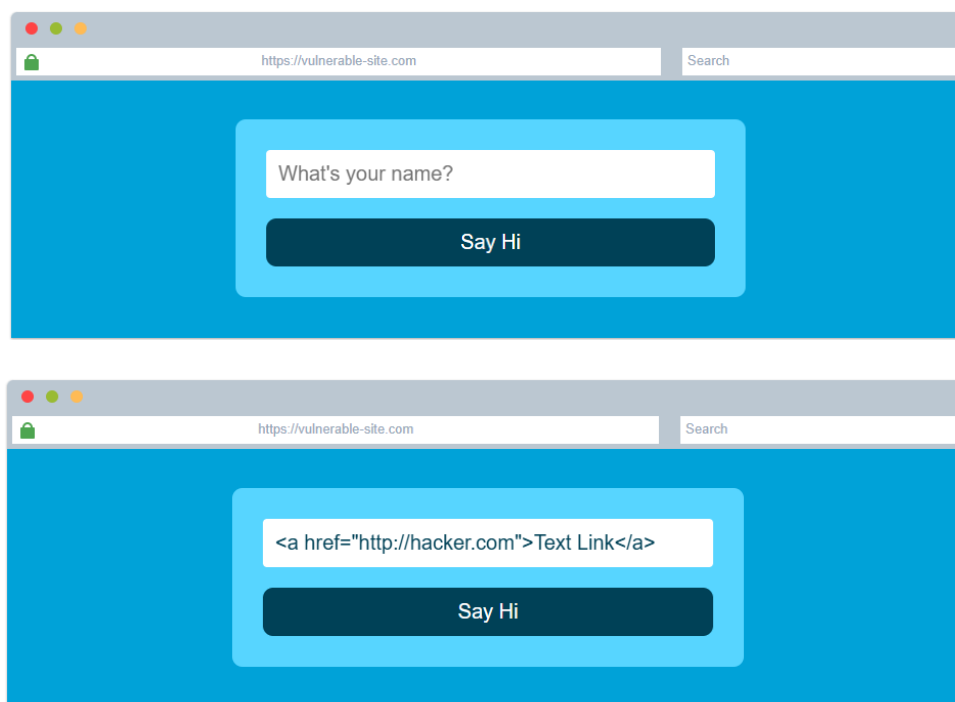 https://vulnerable-site.com
Search
What's your name?
Say Hi
https://vulnerable-site.com
Search
<a href="http://hacker.com">Text Link</a>
Say Hi